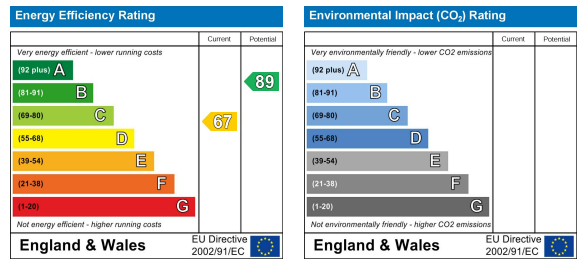 Energy Efficiency Rating
Current Potential
Very energy efficient - lower running costs
(92 plus) A
(81-91) B
(69-80) C
(55-68) D
(39-54) E
(21-38) F
(1-20) G
67
89
Not energy efficient - higher running costs
England & Wales
EU Directive
2002/91/EC
Environmental Impact (CO2) Rating
Current Potential
Very environmentally friendly - lower CO2 emissions
(92 plus) A
(81-91) B
(69-80) C
(55-68) D
(39-54) E
(21-38) F
(1-20) G
Not environmentally friendly - higher CO2 emissions
England & Wales
EU Directive
2002/91/EC